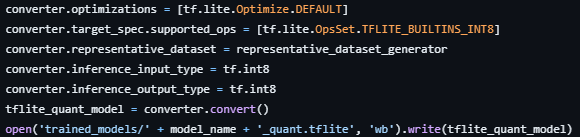 converter.optimizations = [tf.lite.Optimize.DEFAULT]
converter.target_spec.supported_ops = [tf.lite.OpsSet.TFLITE_BUILTINS_INT8]
converter.representative_dataset = representative_dataset_generator
converter.inference_input_type = tf.int8
converter.inference_output_type = tf.int8
tflite_quant_model = converter.convert()
open('trained_models/' + model_name + '_quant.tflite', 'wb').write(tflite_quant_model)